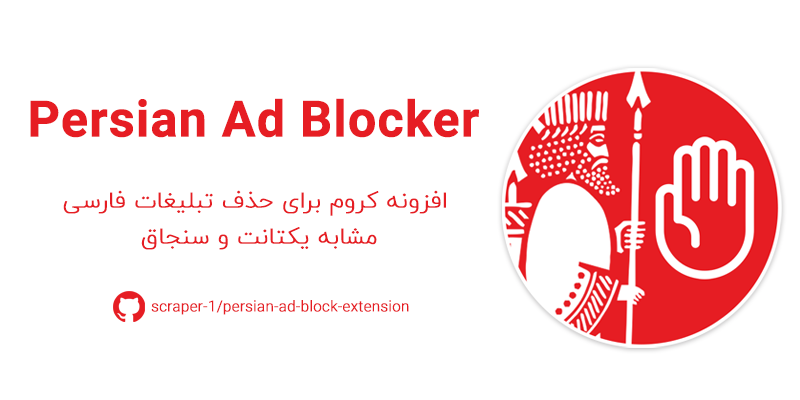 Persian Ad Blocker
افزونه کروم برای حذف تبلیغات فارسی
مشابه یکتانت و سنجاق
scraper-1/persian-ad-block-extension